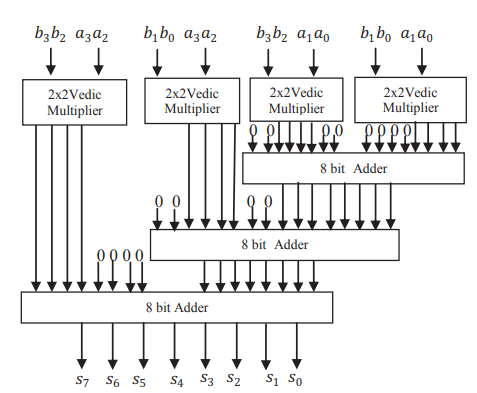 b₃b₂ a₃a₂ b₁b₀ a₃a₂ b₃b₂ a₁a₀ b₁b₀ a₁a₀
2x2Vedic Multiplier
2x2Vedic Multiplier
2x2Vedic Multiplier
2x2Vedic Multiplier
0 0 0 0 0 0 0 0
8 bit Adder
0 0 0 0
8 bit Adder
0 0 0 0
8 bit Adder
s₇ s₆ s₅ s₄ s₃ s₂ s₁ s₀